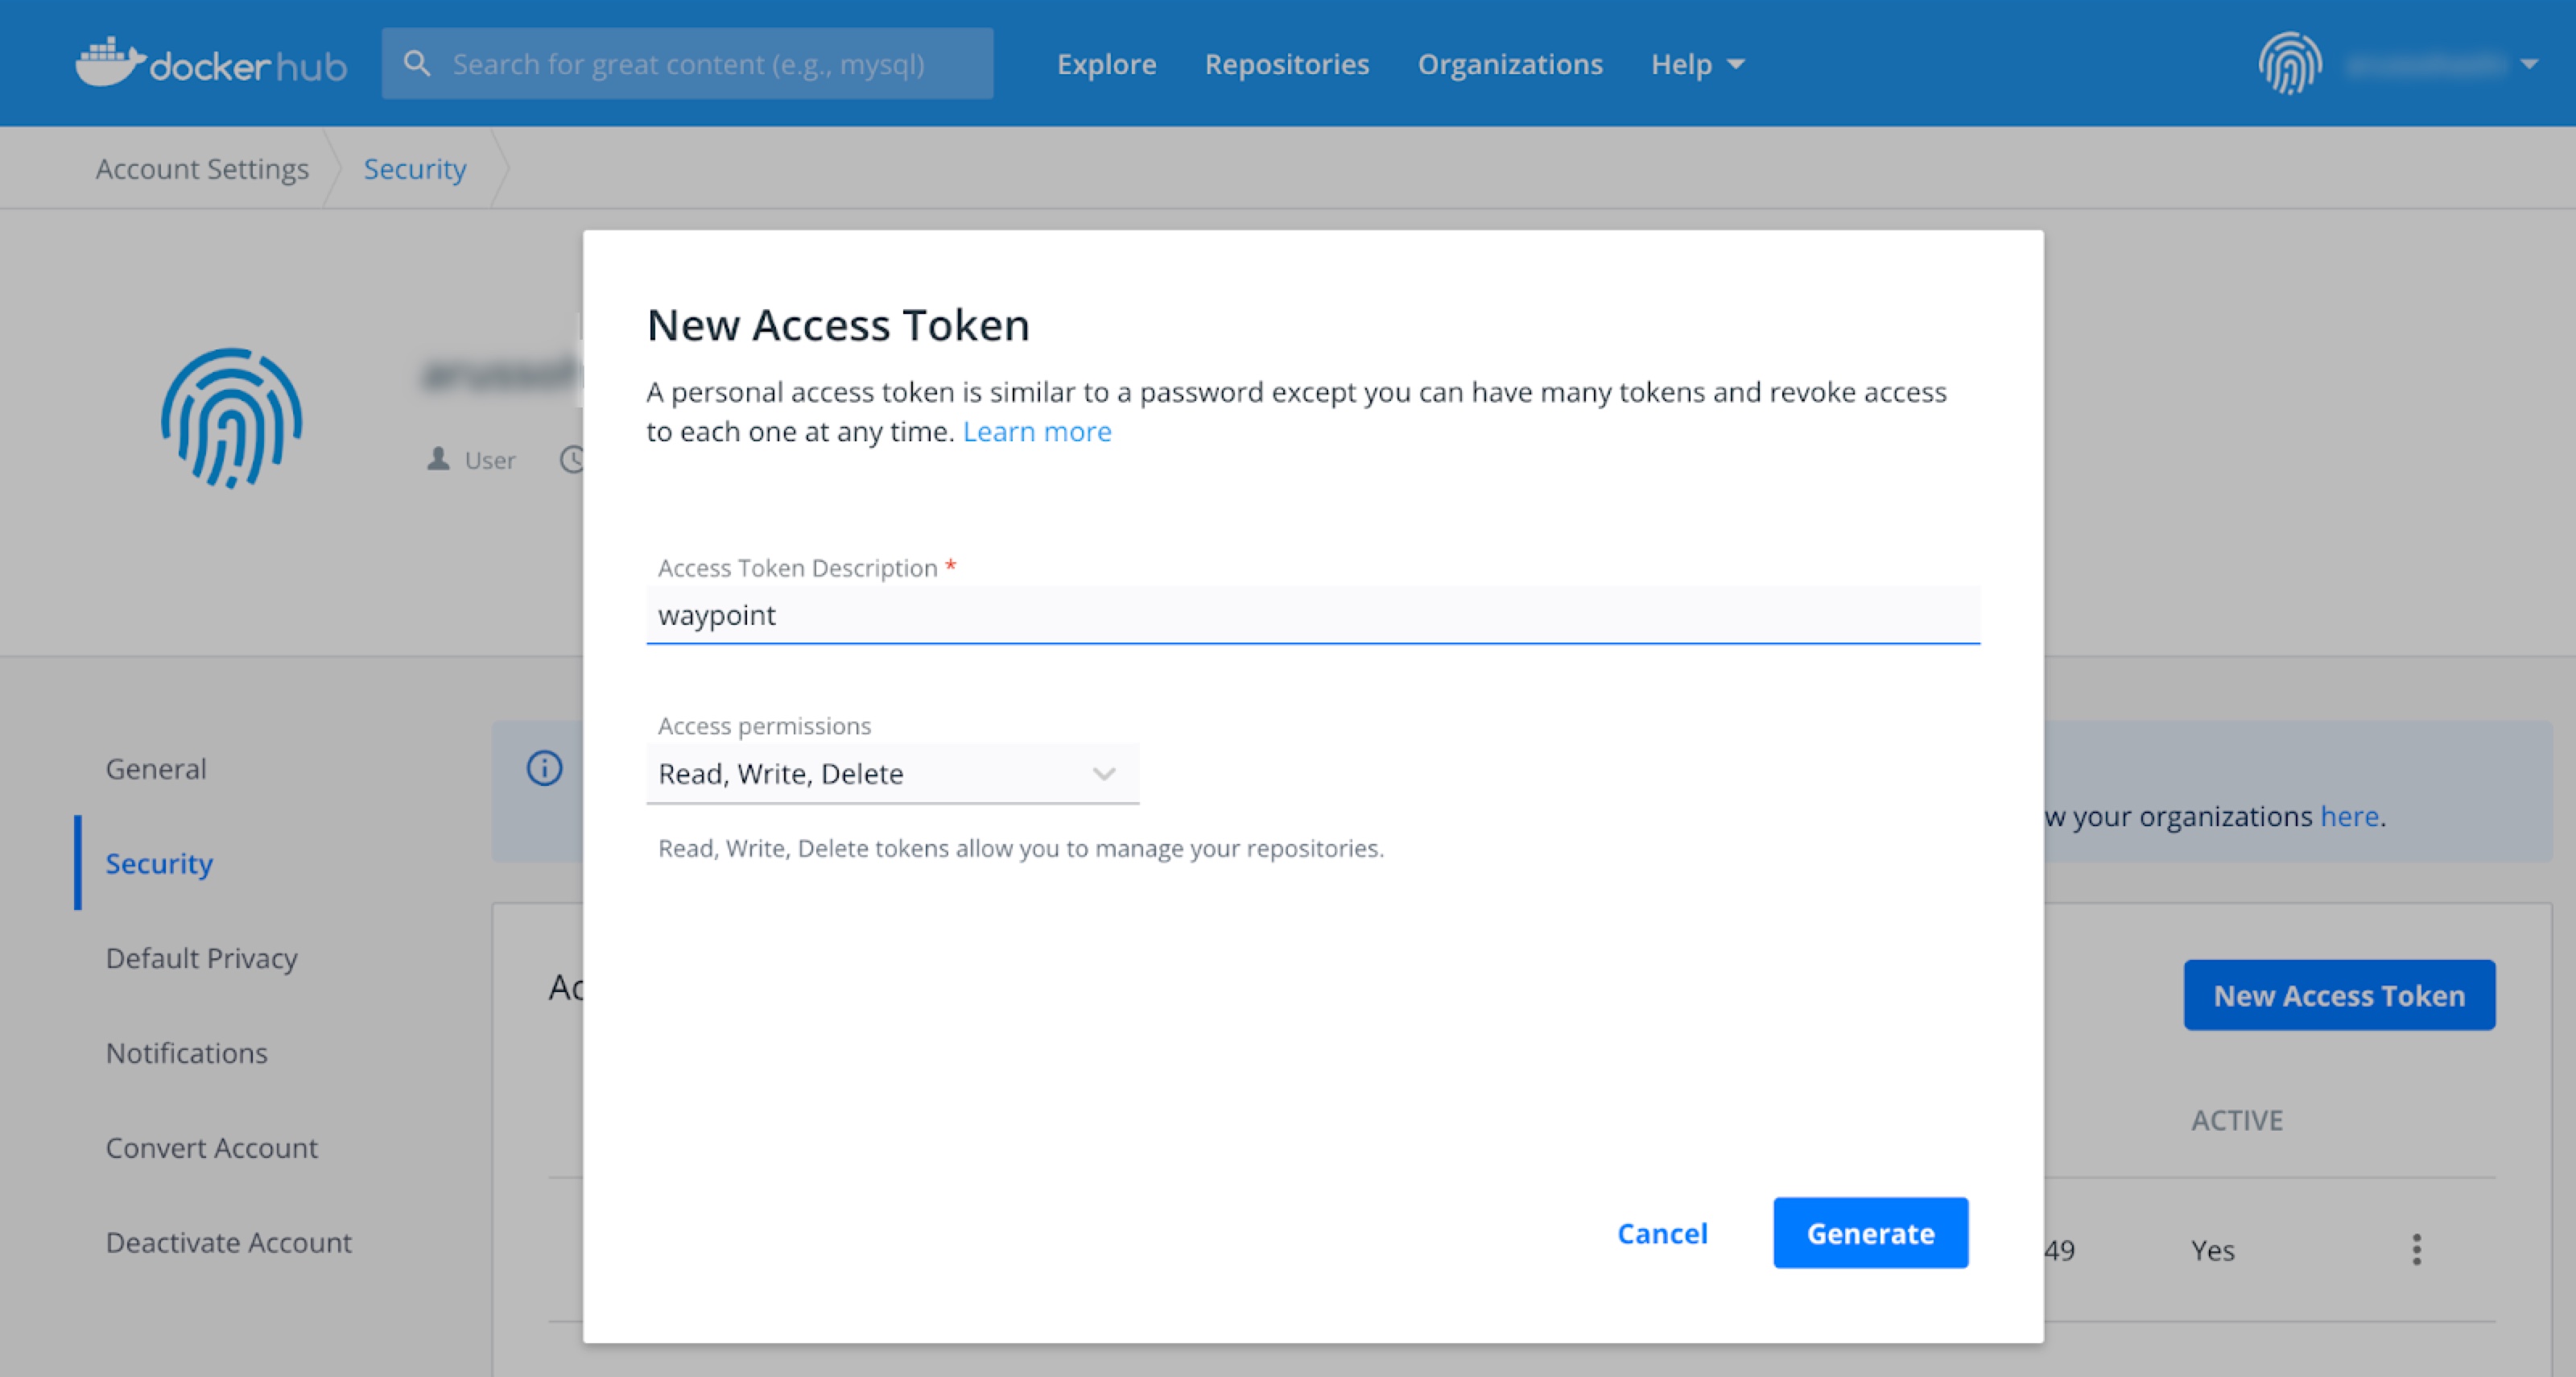 docker hub
Search for great content (e.g., mysql)
Explore
Repositories
Organizations
Help
Account Settings
Security
User
New Access Token
A personal access token is similar to a password except you can have many tokens and revoke access
to each one at any time. Learn more
Access Token Description *
waypoint
Access permissions
Read, Write, Delete
Read, Write, Delete tokens allow you to manage your repositories.
Cancel
Generate
General
Security
Default Privacy
Notifications
Convert Account
Deactivate Account
w your organizations here.
Ac
New Access Token
ACTIVE
49
Yes